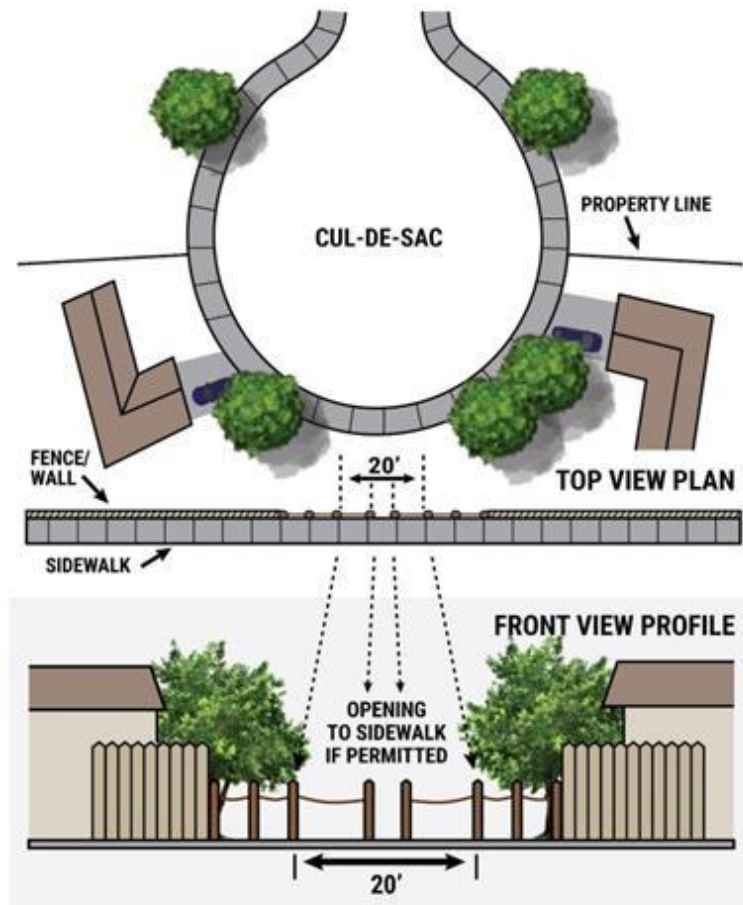 PROPERTY LINE
CUL-DE-SAC
FENCE/
WALL
20’
TOP VIEW PLAN
SIDEWALK
FRONT VIEW PROFILE
OPENING
TO SIDEWALK
IF PERMITTED
20’